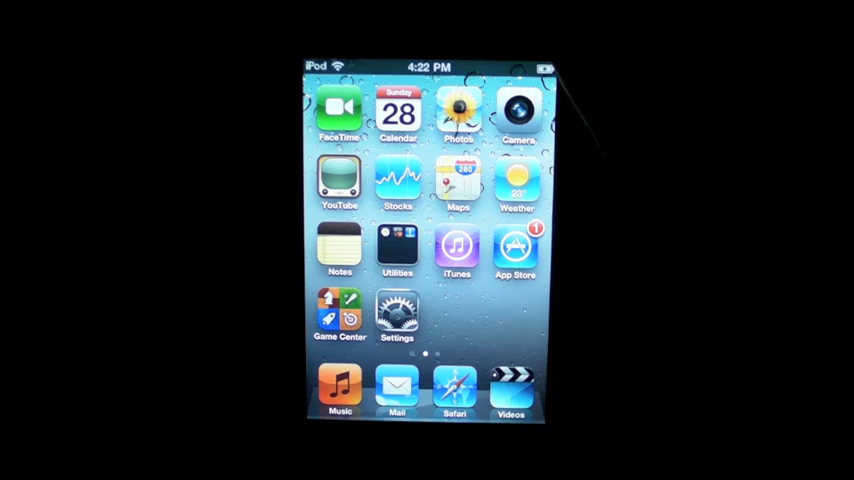 iPod 4:22 PM
Sunday
28
FaceTime Calendar Photos Camera
280
23°
YouTube Stocks Maps Weather
1
Notes Utilities iTunes App Store
Game Center Settings
Music Mail Safari Videos